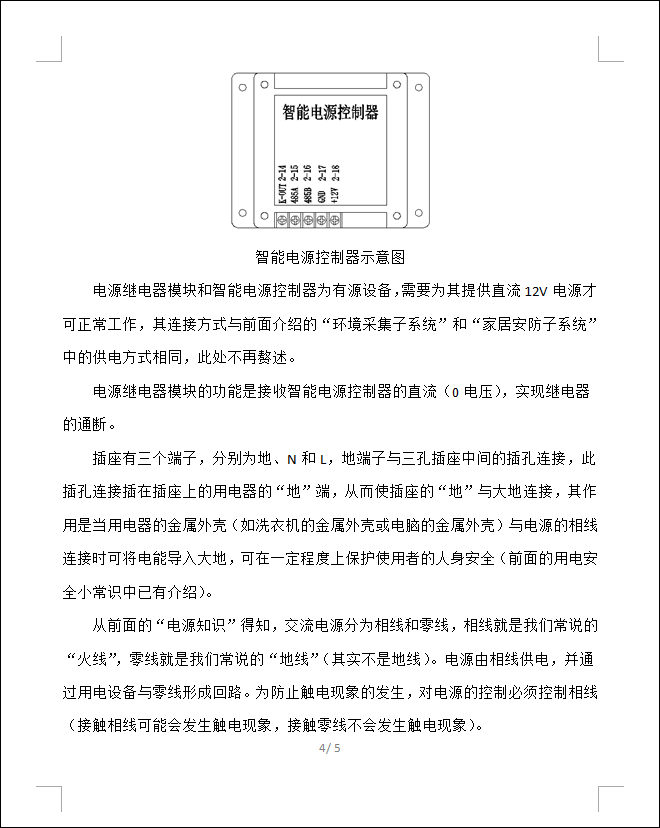 智能电源控制器
K-OUT 2-14
485A 2-15
485B 2-16
GND 2-17
+12V 2-18
智能电源控制器示意图
电源继电器模块和智能电源控制器为有源设备，需要为其提供直流 12V 电源才
可正常工作，其连接方式与前面介绍的“环境采集子系统”和“家居安防子系统”
中的供电方式相同，此处不再赘述。
电源继电器模块的功能是接收智能电源控制器的直流（0 电压），实现继电器
的通断。
插座有三个端子，分别为地、N 和 L，地端子与三孔插座中间的插孔连接，此
插孔连接插在插座上的用电器的“地”端，从而使插座的“地”与大地连接，其作
用是当用电器的金属外壳（如洗衣机的金属外壳或电脑的金属外壳）与电源的相线
连接时可将电能导入大地，可在一定程度上保护使用者的人身安全（前面的用电安
全小常识中已有介绍）。
从前面的“电源知识”得知，交流电源分为相线和零线，相线就是我们常说的
“火线”，零线就是我们常说的“地线”（其实不是地线）。电源由相线供电，并通
过用电设备与零线形成回路。为防止触电现象的发生，对电源的控制必须控制相线
（接触相线可能会发生触电现象，接触零线不会发生触电现象）。
4/ 5